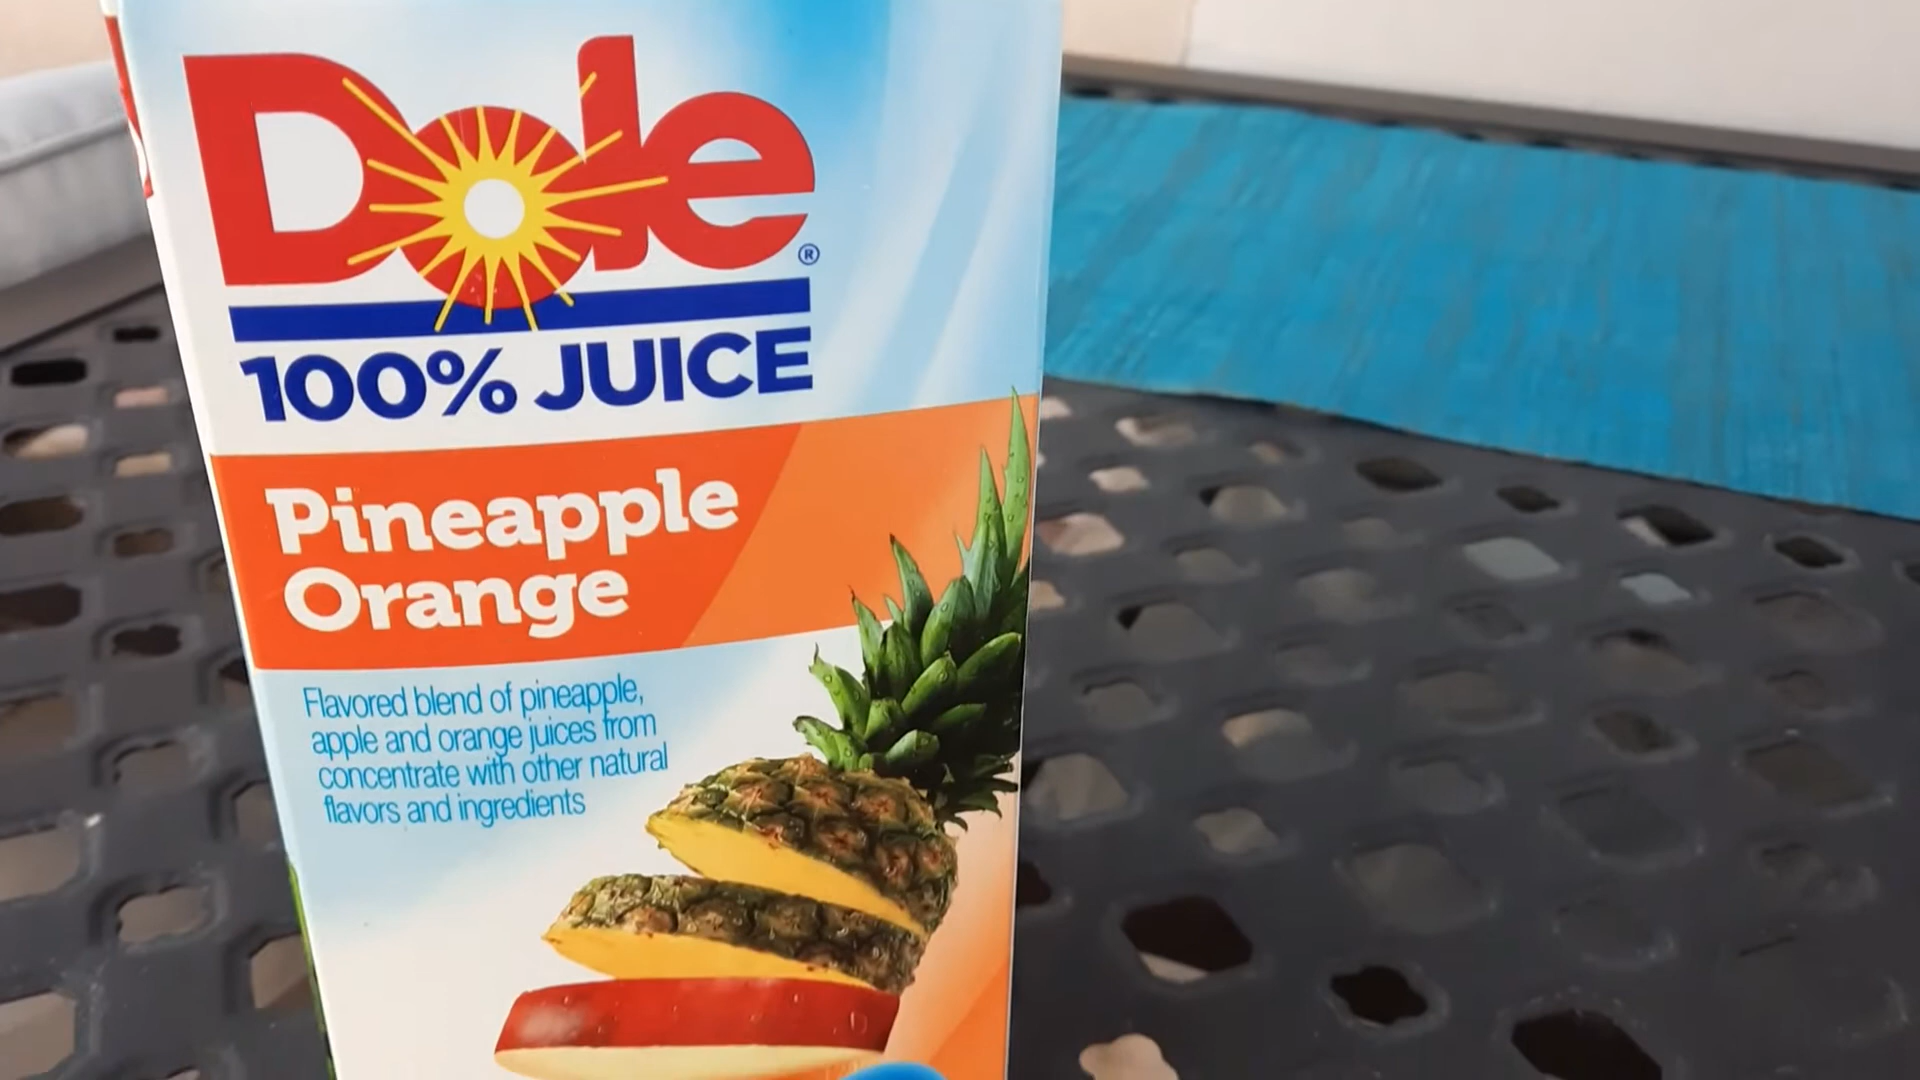 Dole®
100% JUICE
Pineapple
Orange
Flavored blend of pineapple,
apple and orange juices from
concentrate with other natural
flavors and ingredients